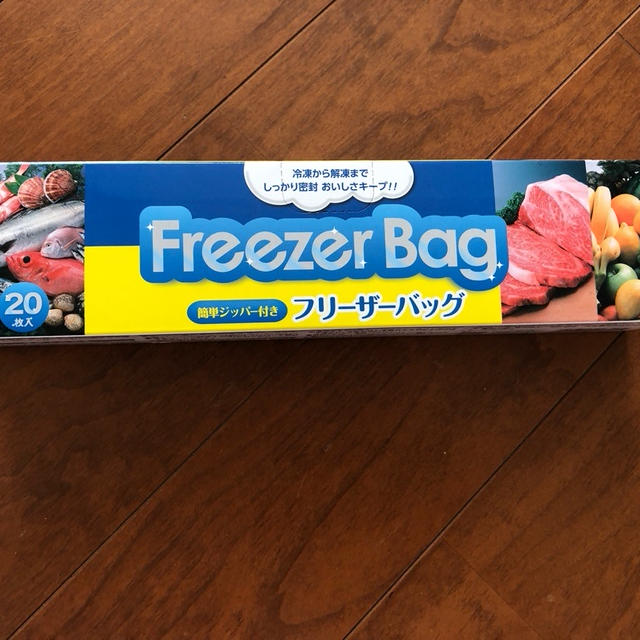 冷凍から解凍まで
しっかり密封 おいしさキープ!!
Freezer Bag
簡単ジッパー付き フリーザーバッグ
20
枚入